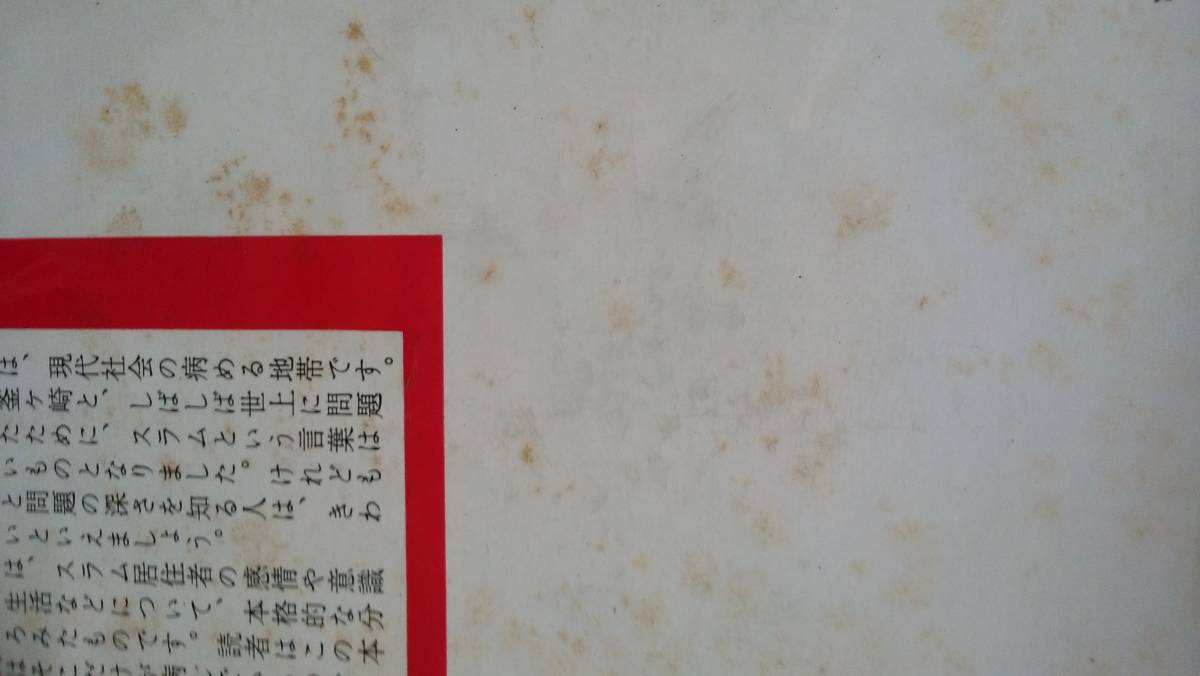 は、現代社会の病める地帯です。
釜ヶ崎と、しばしば世上に問題
たために、スラムという言葉は
いものとなりました。けれども
と問題の深さを知る人は、きわ
いといえましょう。
は、スラム居住者の感情や意識
生活などについて、本格的な分
ろみたものです。読者はこの本